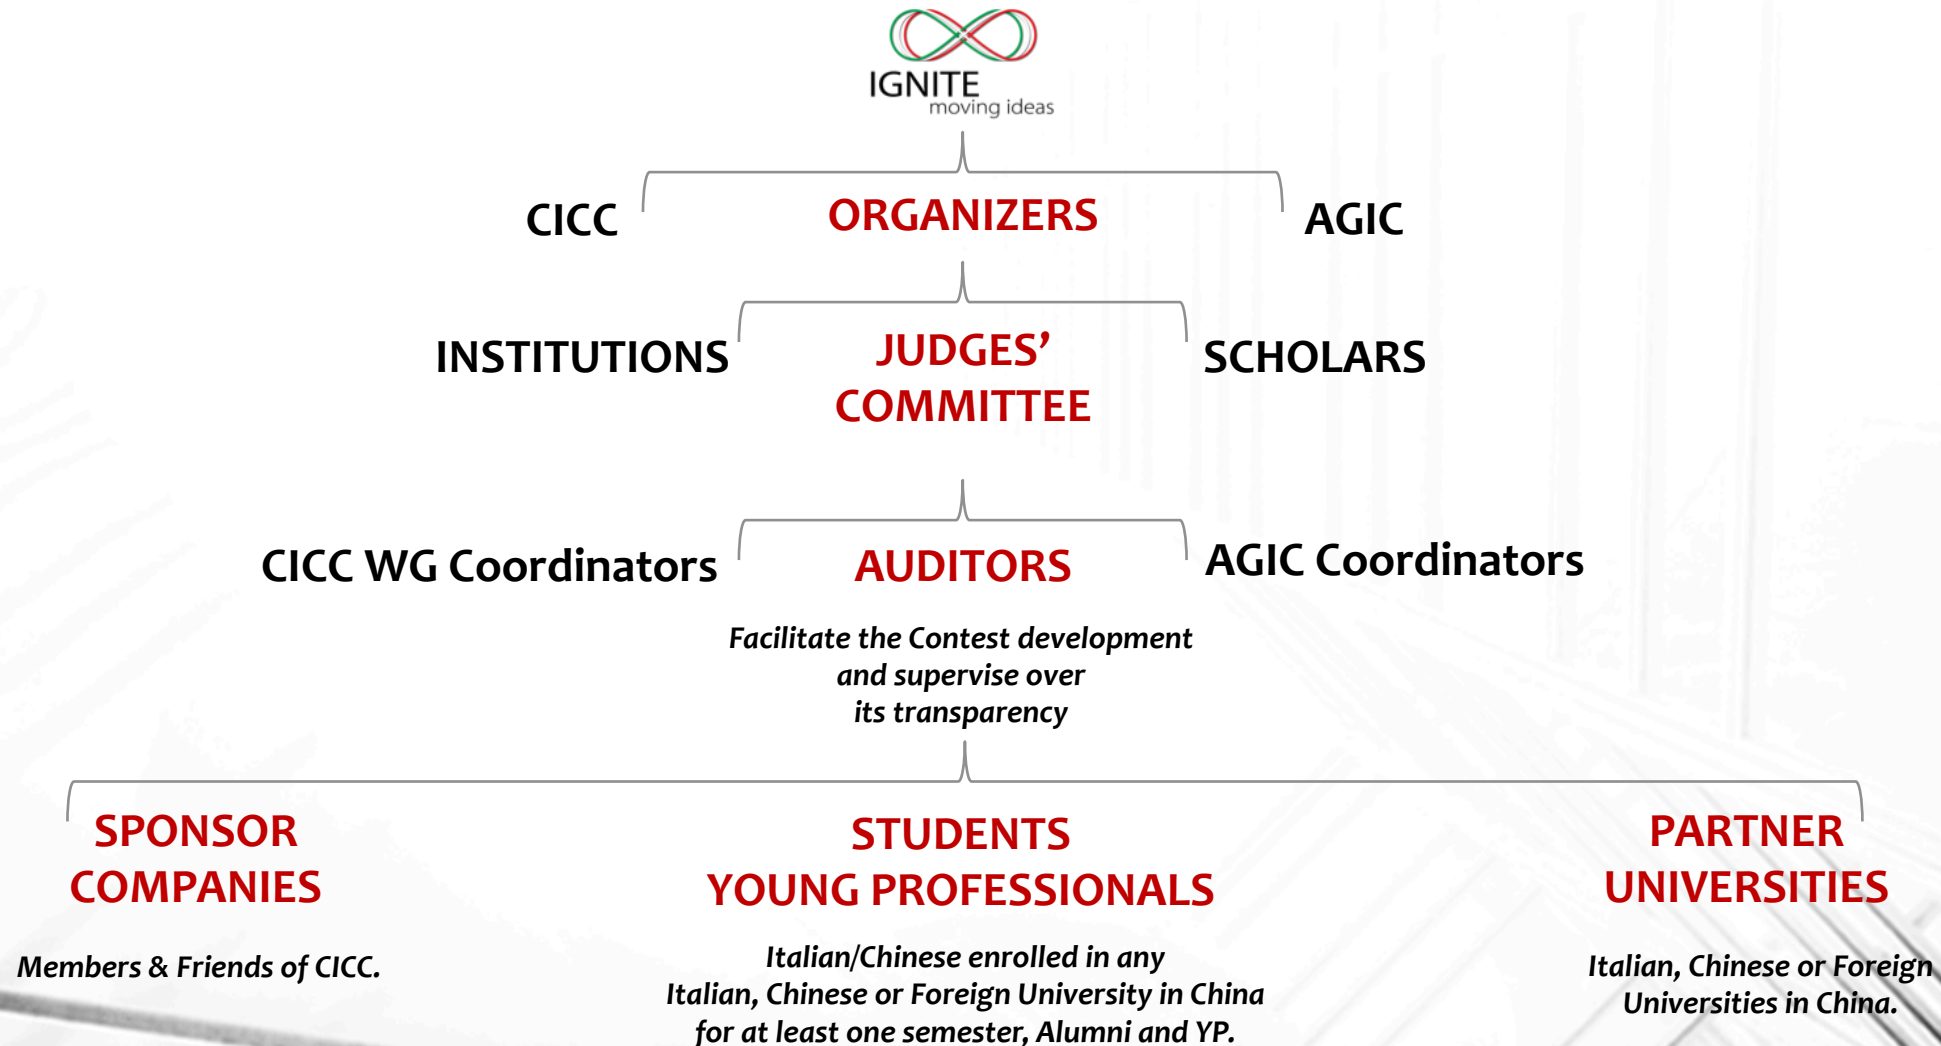 IGNITE
moving ideas
CICC
ORGANIZERS
AGIC
INSTITUTIONS
JUDGES’
COMMITTEE
SCHOLARS
CICC WG Coordinators
AUDITORS
AGIC Coordinators
Facilitate the Contest development
and supervise over
its transparency
SPONSOR
COMPANIES
Members & Friends of CICC.
STUDENTS
YOUNG PROFESSIONALS
Italian/Chinese enrolled in any
Italian, Chinese or Foreign University in China
for at least one semester, Alumni and YP.
PARTNER
UNIVERSITIES
Italian, Chinese or Foreign
Universities in China.